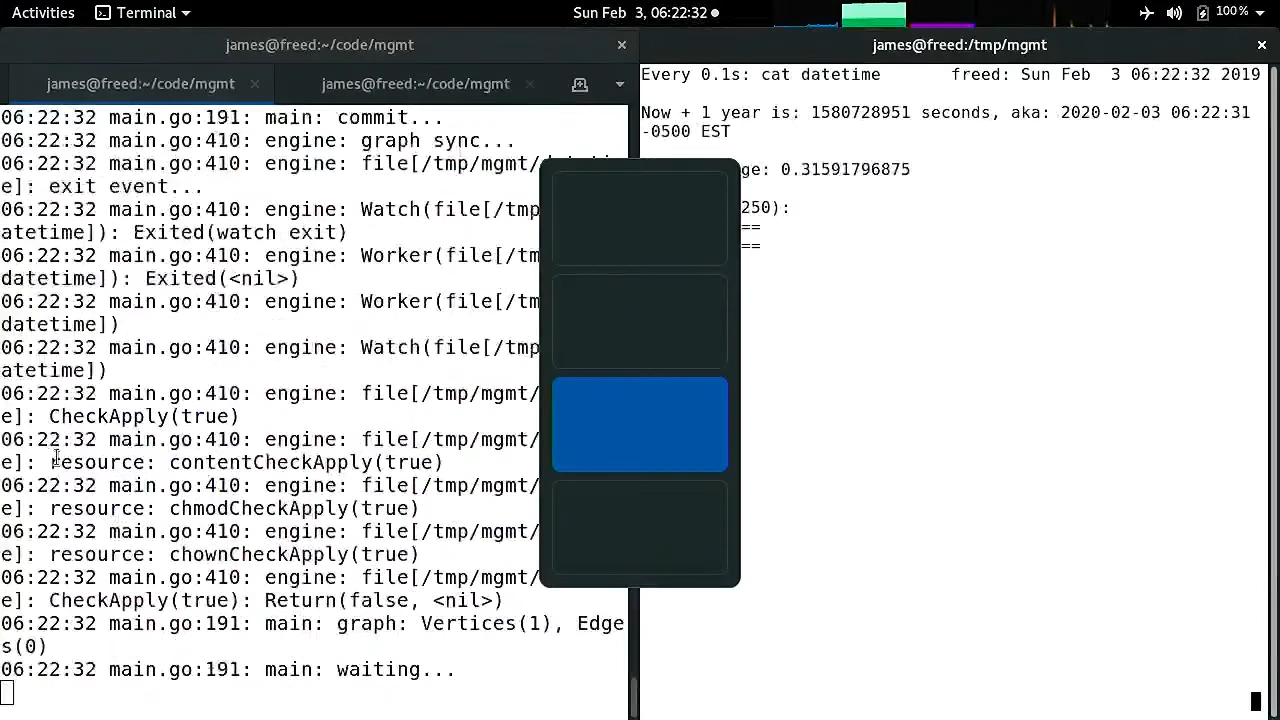 Activities Terminal Sun Feb 3, 06:22:32 100%
james@freed:~/code/mgmt
james@freed:~/code/mgmt james@freed:~/code/mgmt
06:22:32 main.go:191: main: commit...
06:22:32 main.go:410: engine: graph sync...
06:22:32 main.go:410: engine: file[/tmp/mgmt/
e]: exit event...
06:22:32 main.go:410: engine: Watch(file[/tmp
atetime]): Exited(watch exit)
06:22:32 main.go:410: engine: Worker(file[/tm
datetime]): Exited(<nil>)
06:22:32 main.go:410: engine: Worker(file[/tm
datetime])
06:22:32 main.go:410: engine: Watch(file[/tmp
atetime])
06:22:32 main.go:410: engine: file[/tmp/mgmt/
e]: CheckApply(true)
06:22:32 main.go:410: engine: file[/tmp/mgmt/
e]: resource: contentCheckApply(true)
06:22:32 main.go:410: engine: file[/tmp/mgmt/
e]: resource: chmodCheckApply(true)
06:22:32 main.go:410: engine: file[/tmp/mgmt/
e]: resource: chownCheckApply(true)
06:22:32 main.go:410: engine: file[/tmp/mgmt/
e]: CheckApply(true): Return(false, <nil>)
06:22:32 main.go:191: main: graph: Vertices(1), Edge
s(0)
06:22:32 main.go:191: main: waiting...
james@freed:/tmp/mgmt
Every 0.1s: cat datetime freed: Sun Feb 3 06:22:32 2019
Now + 1 year is: 1580728951 seconds, aka: 2020-02-03 06:22:31
-0500 EST
ge: 0.31591796875
250):
==
==